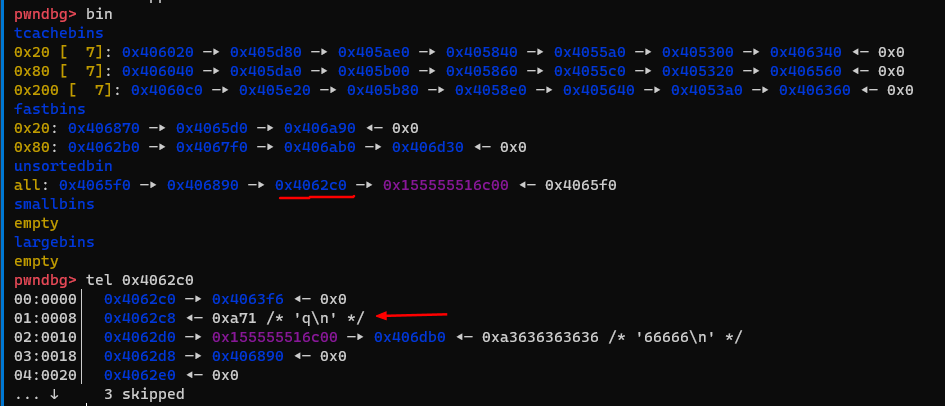 pwndbg> bin
tcachebins
0x20 [  7]: 0x406020 —▸ 0x405d80 —▸ 0x405ae0 —▸ 0x405840 —▸ 0x4055a0 —▸ 0x405300 —▸ 0x406340 ◂— 0x0
0x80 [  7]: 0x406040 —▸ 0x405da0 —▸ 0x405b00 —▸ 0x405860 —▸ 0x4055c0 —▸ 0x405320 —▸ 0x406560 ◂— 0x0
0x200 [  7]: 0x4060c0 —▸ 0x405e20 —▸ 0x405b80 —▸ 0x4058e0 —▸ 0x405640 —▸ 0x4053a0 —▸ 0x406360 ◂— 0x0
fastbins
0x20: 0x406870 —▸ 0x4065d0 —▸ 0x406a90 ◂— 0x0
0x80: 0x4062b0 —▸ 0x4067f0 —▸ 0x406ab0 —▸ 0x406d30 ◂— 0x0
unsortedbin
all: 0x4065f0 —▸ 0x406890 —▸ 0x4062c0 —▸ 0x155555516c00 ◂— 0x4065f0
smallbins
empty
largebins
empty
pwndbg> tel 0x4062c0
00:0000│  0x4062c0 —▸ 0x4063f6 ◂— 0x0
01:0008│  0x4062c8 ◂— 0xa71 /* 'q\n' */
02:0010│  0x4062d0 —▸ 0x155555516c00 —▸ 0x406db0 ◂— 0xa3636363636 /* '66666\n' */
03:0018│  0x4062d8 —▸ 0x406890 ◂— 0x0
04:0020│  0x4062e0 ◂— 0x0
... ↓     3 skipped